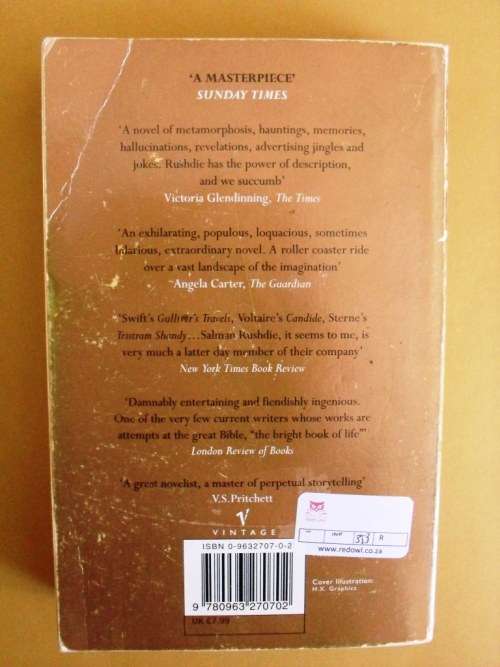 'A MASTERPIECE'
SUNDAY TIMES
'A novel of metamorphosis, hauntings, memories,
hallucinations, revelations, advertising jingles and
jokes. Rushdie has the power of description,
and we succumb'
Victoria Glendinning, The Times
'An exhilarating, populous, loquacious, sometimes
hilarious, extraordinary novel. A roller coaster ride
over a vast landscape of the imagination'
Angela Carter, The Guardian
'Swift's Gulliver's Travels, Voltaire's Candide, Sterne's
Tristram Shandy...Salman Rushdie, it seems to me, is
very much a latter day member of their company'
New York Times Book Review
'Damnably entertaining and fiendishly ingenious.
One of the very few current writers whose works are
attempts at the great Bible, "the bright book of life"'
London Review of Books
'A great novelist, a master of perpetual storytelling'
V.S.Pritchett
V
VINTAGE
R
www.redowl.co.za
ISBN 0-9632707-0-2
9 780963 270702
UK £7.99
Cover illustration:
H.X. Graphics